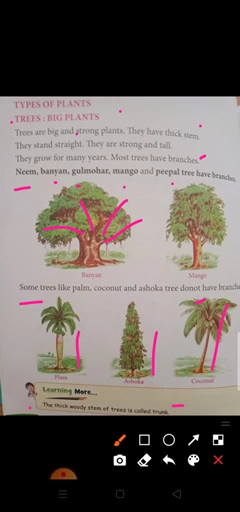 TYPES OF PLANTS
TREES : BIG PLANTS
Trees are big and strong plants. They have thick stem.
They stand straight. They are strong and tall.
They grow for many years. Most trees have branches.
Neem, banyan, gulmohar, mango and peepal tree have branches.
Banyan
Mango
Some trees like palm, coconut and ashoka tree donot have branche
Plam
Ashoka
Coconut
Learning More...
The thick woody stem of trees is called trunk.